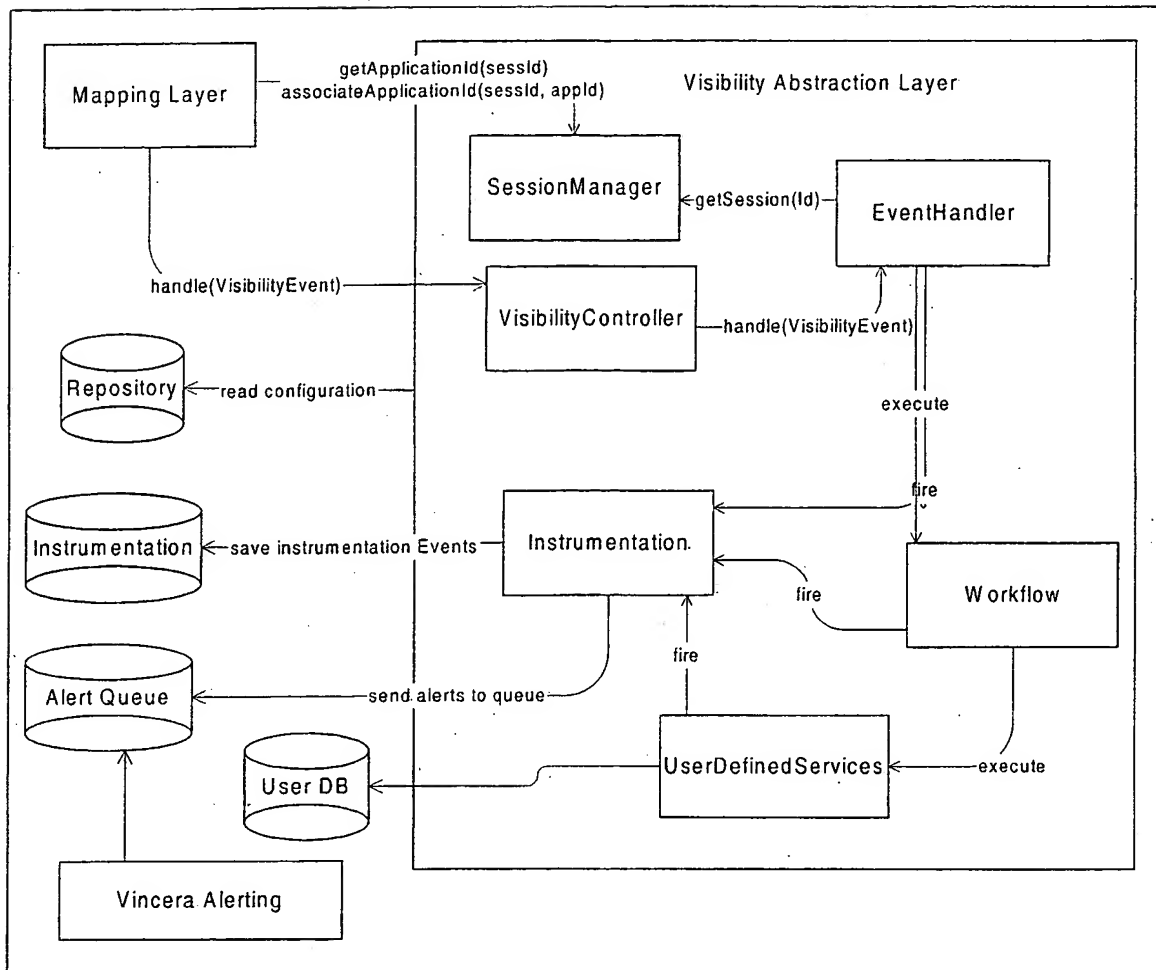 getApplicationId(sessId)
associateApplicationId(sessId, appId)
Mapping Layer
Visibility Abstraction Layer
SessionManager
getSession(Id)
EventHandler
handle(VisibilityEvent)
VisibilityController
handle(VisibilityEvent)
Repository
read configuration
execute
fire
Instrumentation
save instrumentation Events
Instrumentation
Workflow
fire
fire
Alert Queue
send alerts to queue
User DB
UserDefinedServices
execute
Vincera Alerting